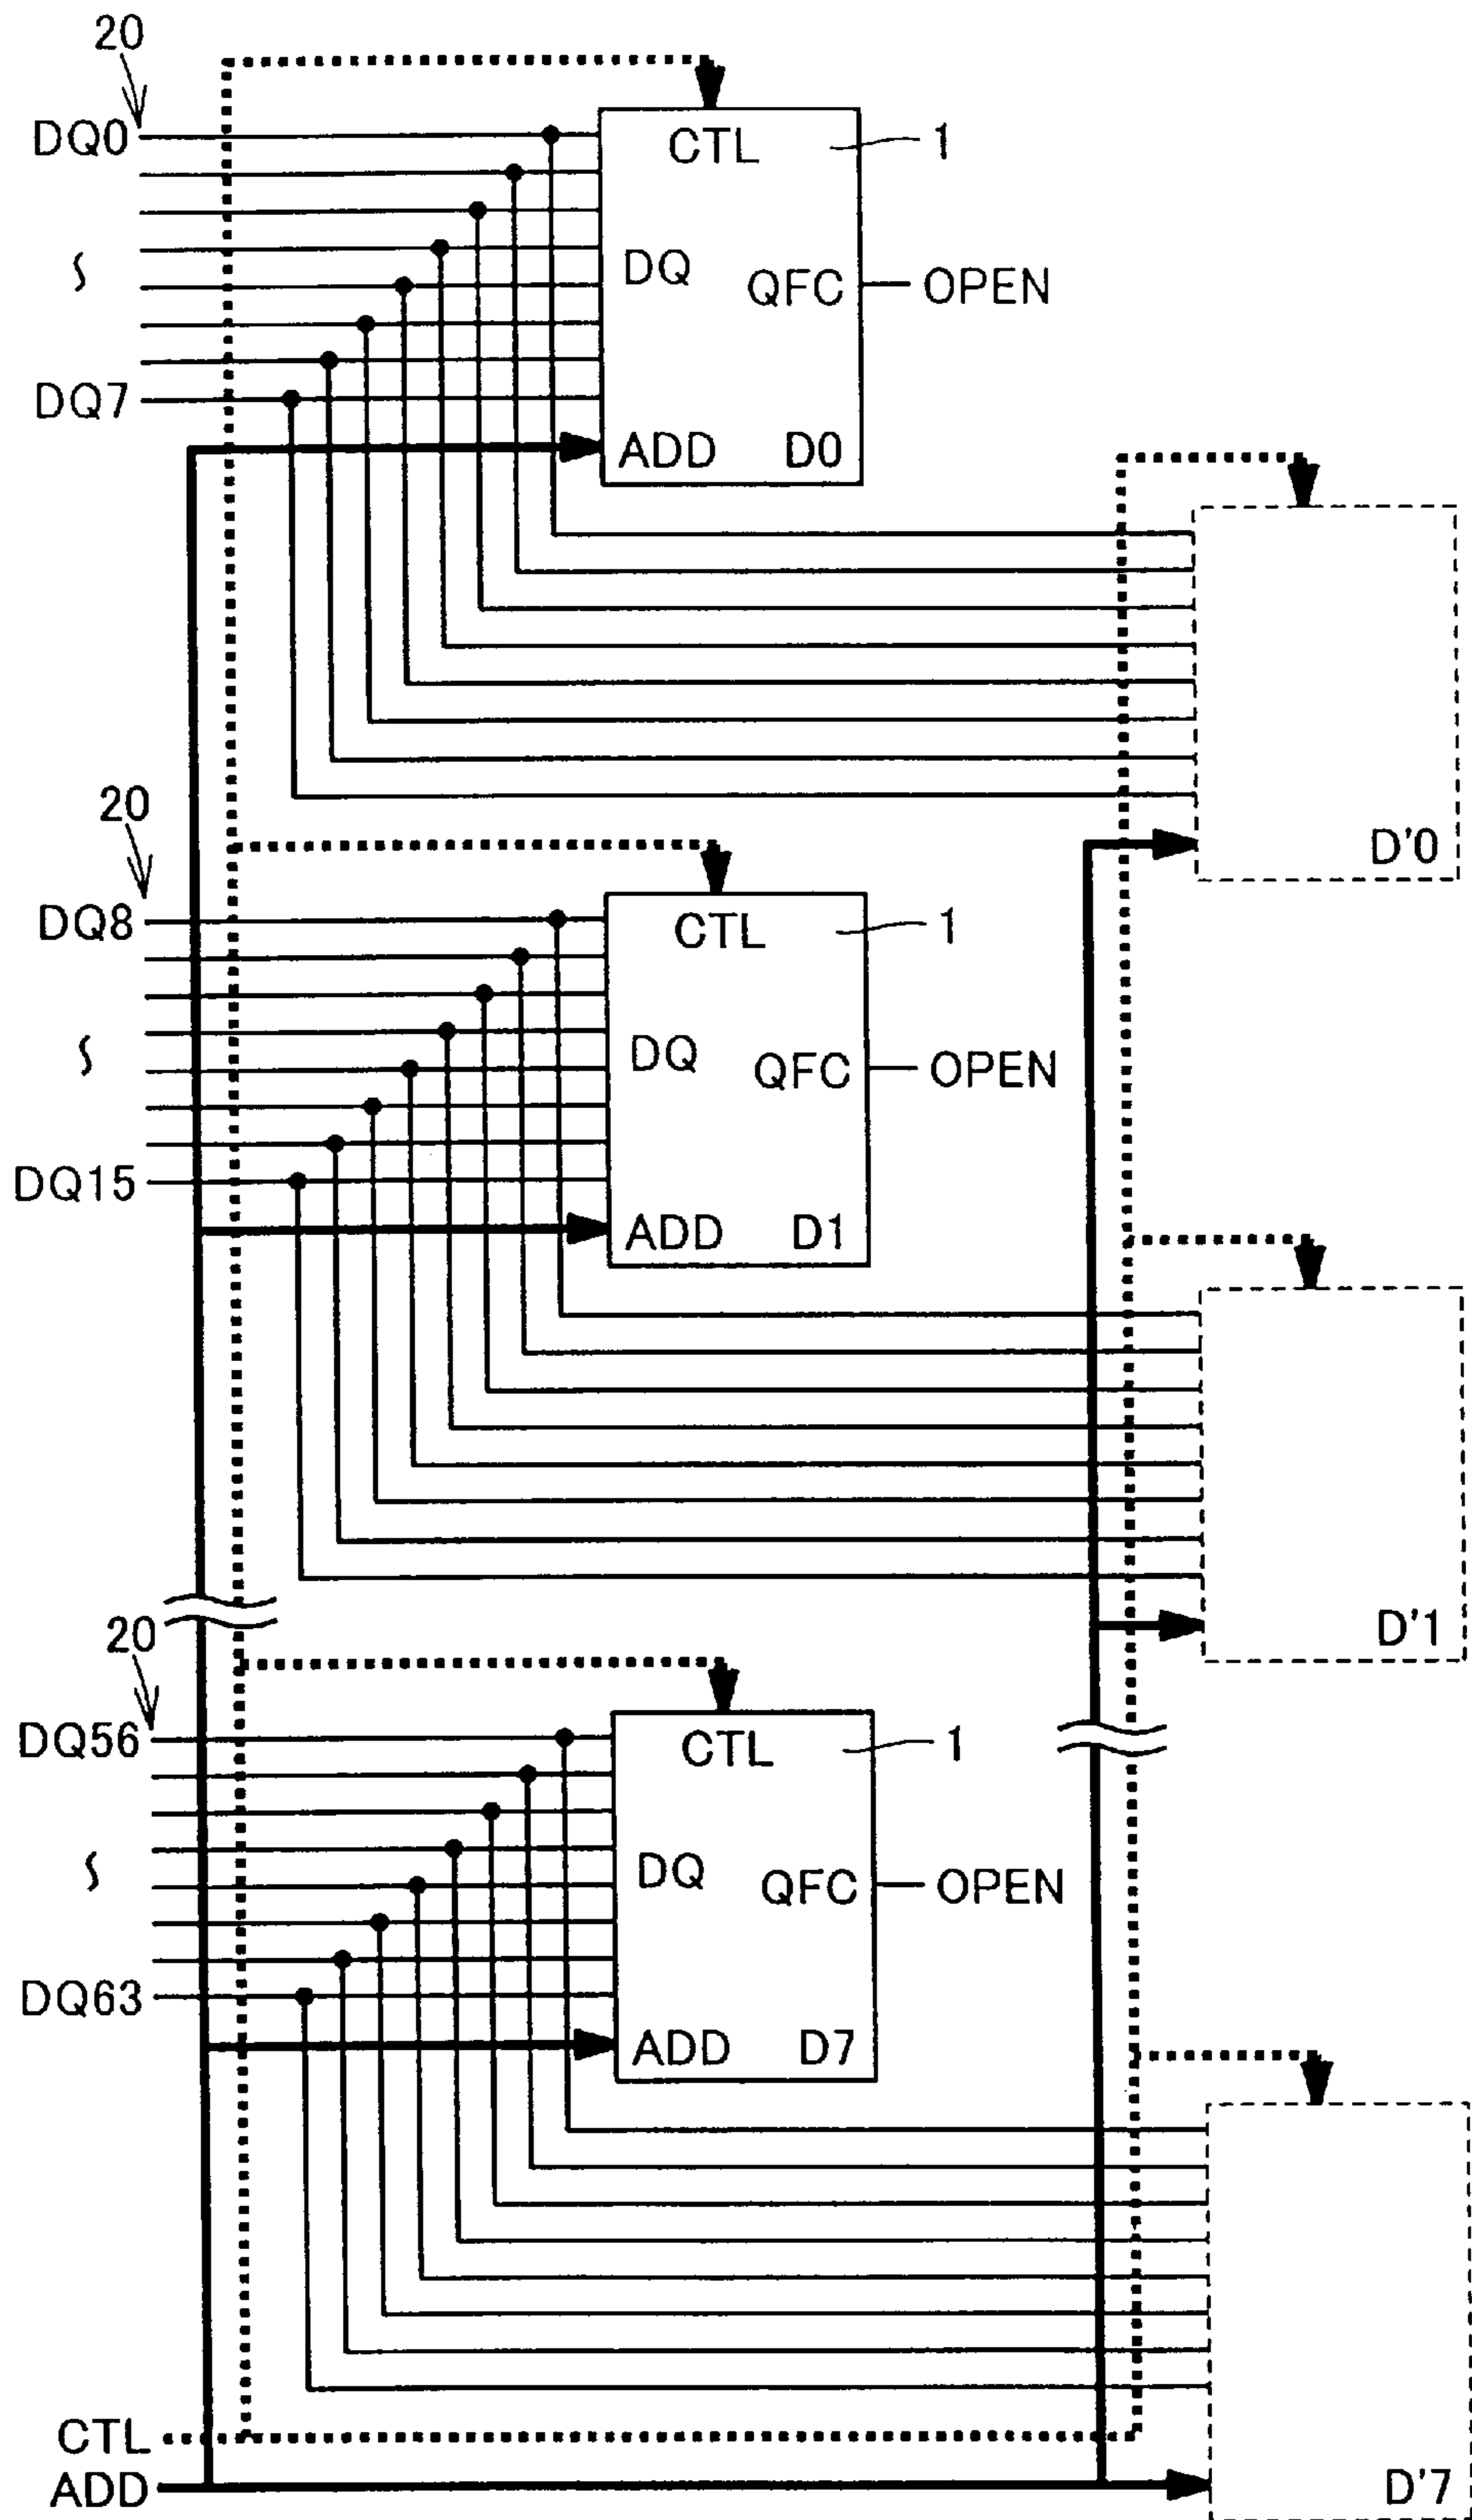 20
DQ0
CTL
1
DQ
QFC
OPEN
DQ7
ADD
D0
D'0
20
DQ8
CTL
1
DQ
QFC
OPEN
DQ15
ADD
D1
D'1
20
DQ56
CTL
1
DQ
QFC
OPEN
DQ63
ADD
D7
CTL
ADD
D'7